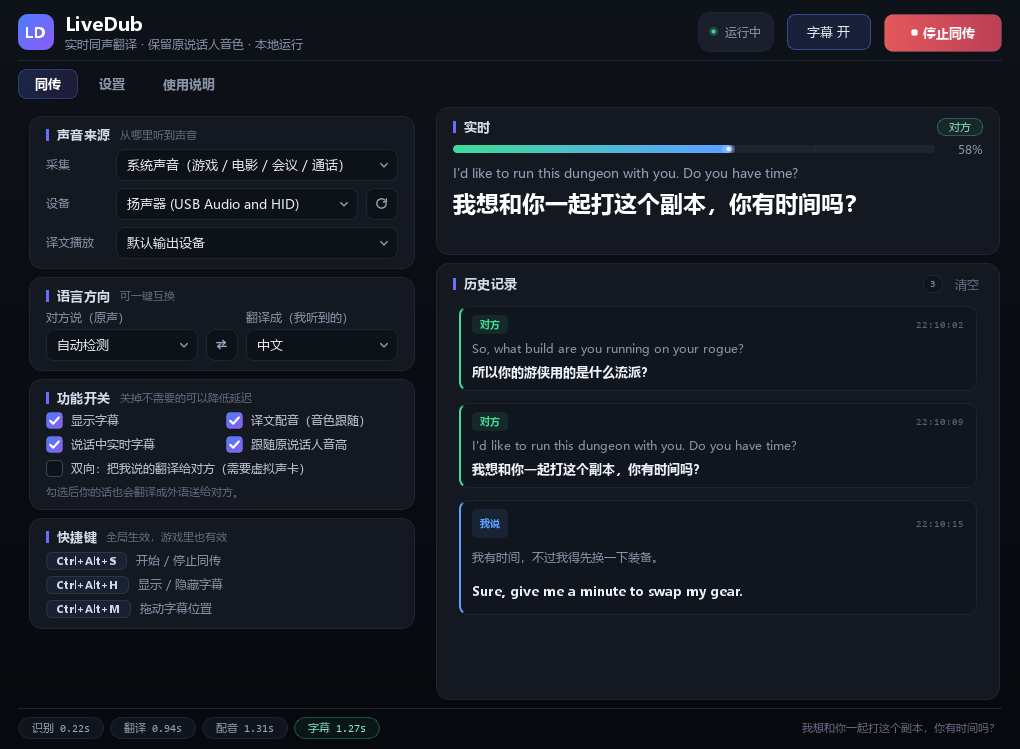 LD
LiveDub
实时同声翻译 · 保留原说话人音色 · 本地运行
运行中
字幕 开
停止同传
同传
设置
使用说明
声音来源 从哪里听到声音
采集 系统声音（游戏 / 电影 / 会议 / 通话）
设备 扬声器 (USB Audio and HID)
译文播放 默认输出设备
语言方向 可一键互换
对方说（原声） 翻译成（我听到的）
自动检测 ⇄ 中文
功能开关 关掉不需要的可以降低延迟
显示字幕 译文配音（音色跟随）
说话中实时字幕 跟随原说话人音高
双向：把我说的翻译给对方（需要虚拟声卡）
勾选后你的话也会翻译成外语送给对方。
快捷键 全局生效，游戏里也有效
Ctrl+Alt+S 开始 / 停止同传
Ctrl+Alt+H 显示 / 隐藏字幕
Ctrl+Alt+M 拖动字幕位置
实时 对方
58%
I'd like to run this dungeon with you. Do you have time?
我想和你一起打这个副本，你有时间吗？
历史记录 3 清空
对方 22:10:02
So, what build are you running on your rogue?
所以你的游侠用的是什么流派？
对方 22:10:09
I'd like to run this dungeon with you. Do you have time?
我想和你一起打这个副本，你有时间吗？
我说 22:10:15
我有时间，不过我得先换一下装备。
Sure, give me a minute to swap my gear.
识别 0.22s 翻译 0.94s 配音 1.31s 字幕 1.27s
我想和你一起打这个副本，你有时间吗？